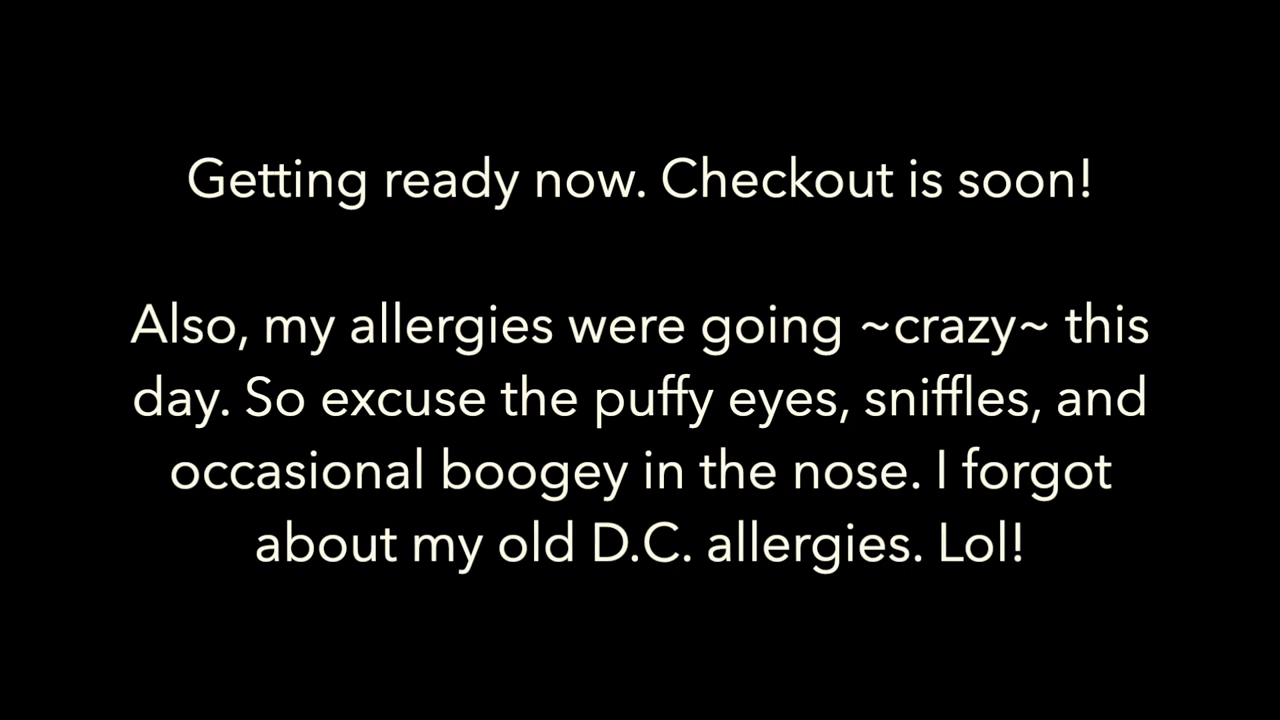 Getting ready now. Checkout is soon!
Also, my allergies were going ~crazy~ this
day. So excuse the puffy eyes, sniffles, and
occasional boogey in the nose. I forgot
about my old D.C. allergies. Lol!